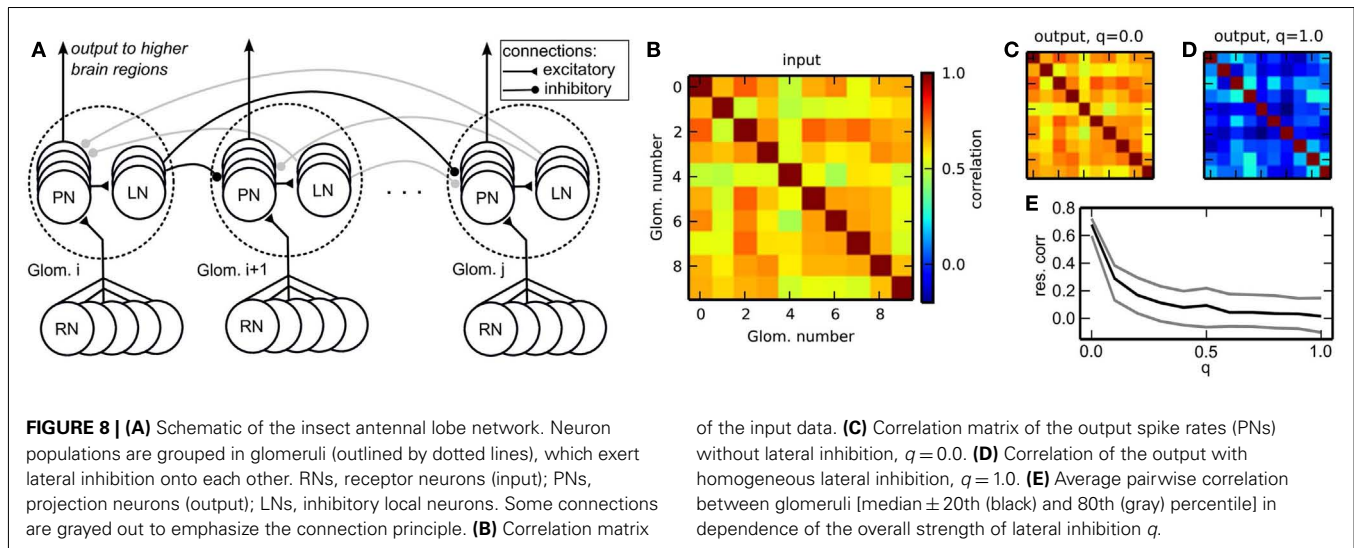 A
output to higher
brain regions
connections:
excitatory
inhibitory
PN
LN
PN
LN
. . .
PN
LN
Glom. i
Glom. i+1
Glom. j
RN
RN
RN
B
input
0
2
4
6
8
Glom. number
0 2 4 6 8
Glom. number
1.0
0.5
0.0
correlation
C
output, q=0.0
D
output, q=1.0
E
0.8
0.6
0.4
0.2
0.0
res. corr
0.0 0.5 1.0
q
FIGURE 8 | (A) Schematic of the insect antennal lobe network. Neuron
populations are grouped in glomeruli (outlined by dotted lines), which exert
lateral inhibition onto each other. RNs, receptor neurons (input); PNs,
projection neurons (output); LNs, inhibitory local neurons. Some connections
are grayed out to emphasize the connection principle. (B) Correlation matrix
of the input data. (C) Correlation matrix of the output spike rates (PNs)
without lateral inhibition, q = 0.0. (D) Correlation of the output with
homogeneous lateral inhibition, q = 1.0. (E) Average pairwise correlation
between glomeruli [median ± 20th (black) and 80th (gray) percentile] in
dependence of the overall strength of lateral inhibition q.